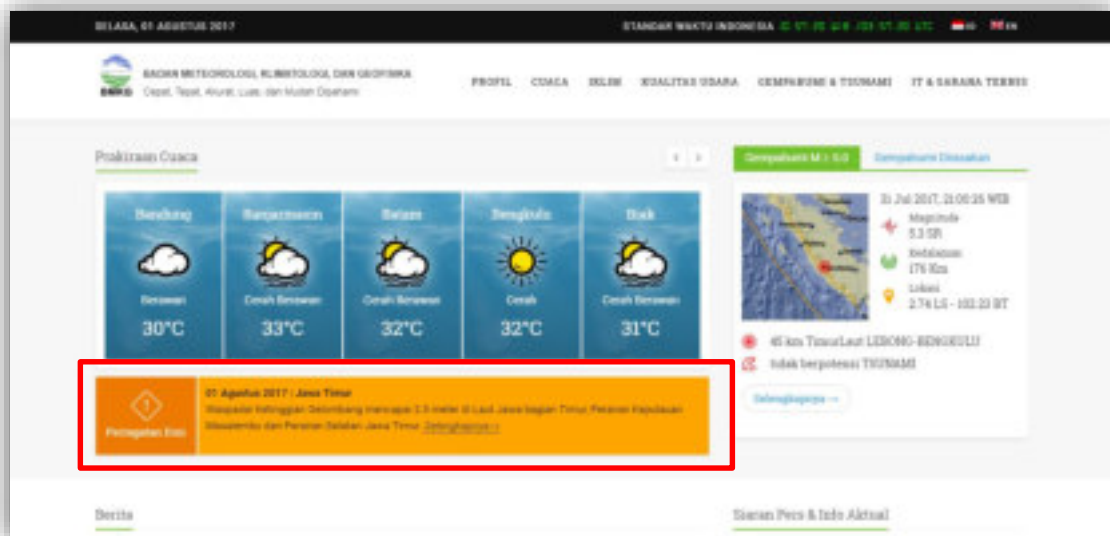 SELASA, 01 AGUSTUS 2017
STANDAR WAKTU INDONESIA
ID
EN
BADAN METEOROLOGI, KLIMATOLOGI, DAN GEOFISIKA
Cepat, Tepat, Akurat, Luas, dan Mudah Dipahami
BMKG
PROFIL CUACA IKLIM KUALITAS UDARA GEMPABUMI & TSUNAMI IT & SARANA TEKNIS
Prakiraan Cuaca
Bandung Banjarmasin Batam Bengkulu Biak
Berawan Cerah Berawan Cerah Berawan Cerah Cerah Berawan
30°C 33°C 32°C 32°C 31°C
Peringatan Dini
01 Agustus 2017 | Jawa Timur
Waspadai Ketinggian Gelombang mencapai 2.5 meter di Laut Jawa bagian Timur, Perairan Kepulauan
Masalembu dan Perairan Selatan Jawa Timur. Selengkapnya »
Gempabumi M ≥ 5.0 Gempabumi Dirasakan
31 Jul 2017, 21:00:26 WIB
Magnitude
5.3 SR
Kedalaman
176 Km
Lokasi
2.74 LS - 102.23 BT
45 km TimurLaut LEBONG-BENGKULU
tidak berpotensi TSUNAMI
Selengkapnya →
Berita
Siaran Pers & Info Aktual